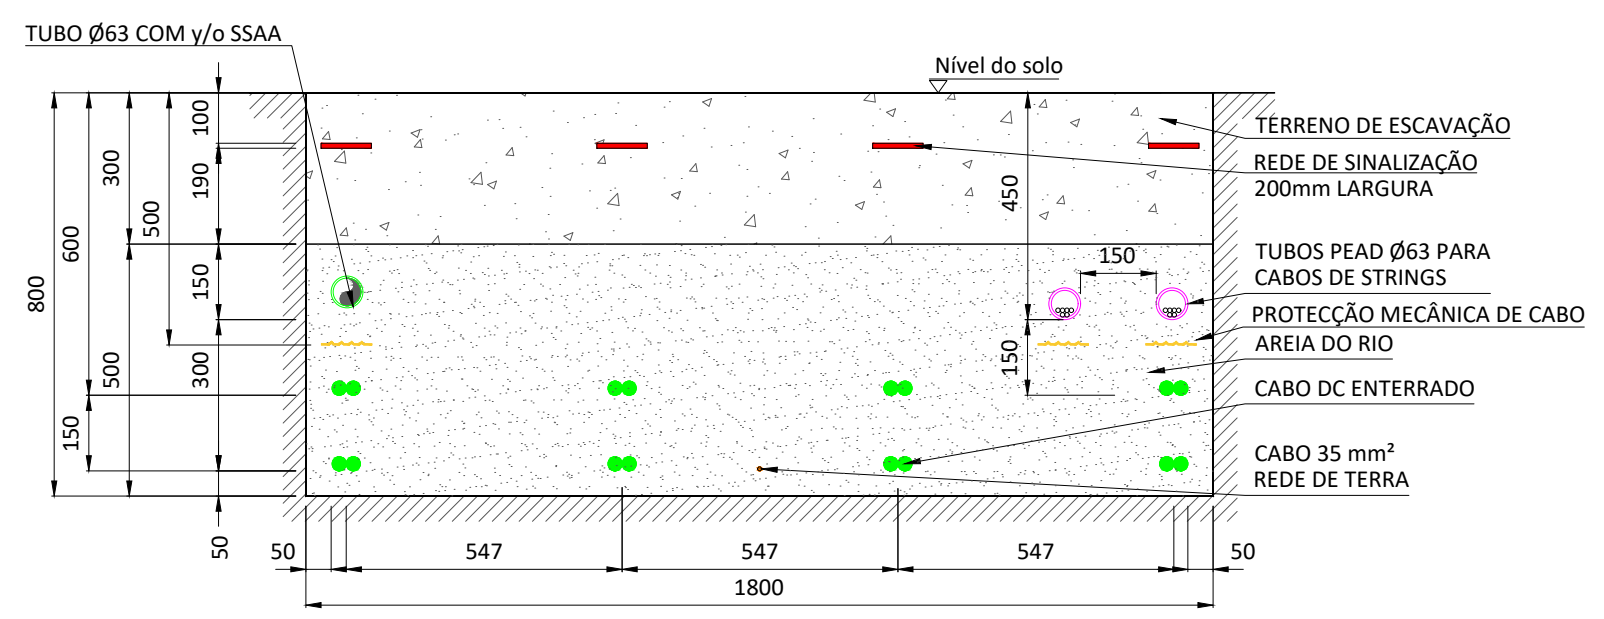 TUBO Ø63 COM y/o SSAA
Nível do solo
TERRENO DE ESCAVAÇÃO
REDE DE SINALIZAÇÃO
200mm LARGURA
TUBOS PEAD Ø63 PARA
CABOS DE STRINGS
PROTECÇÃO MECÂNICA DE CABO
AREIA DO RIO
CABO DC ENTERRADO
CABO 35 mm²
REDE DE TERRA
800
600
150
300
500
500
100
190
150
300
50
450
150
150
50
547
547
547
50
1800